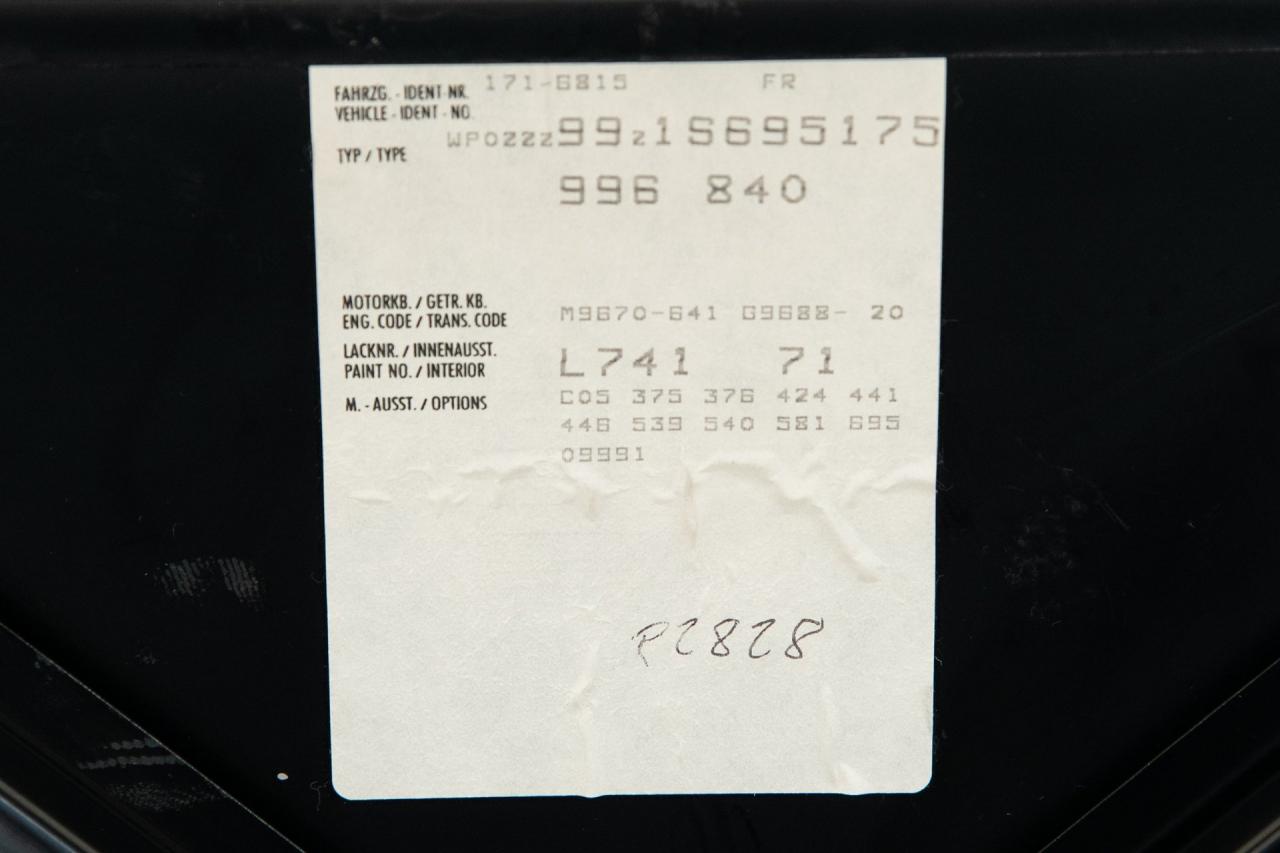 171-6815 FR
FAHRZG. - IDENT-NR.
VEHICLE - IDENT - NO.
WP0ZZZ99Z1S695175
TYP / TYPE
996 840
MOTORKB. / GETR. KB.
ENG. CODE / TRANS. CODE M9670-641 G9688- 20
LACKNR. / INNENAUSST.
PAINT NO. / INTERIOR L741 71
M. - AUSST. / OPTIONS C05 375 376 424 441
446 539 540 581 695
09991
P2828